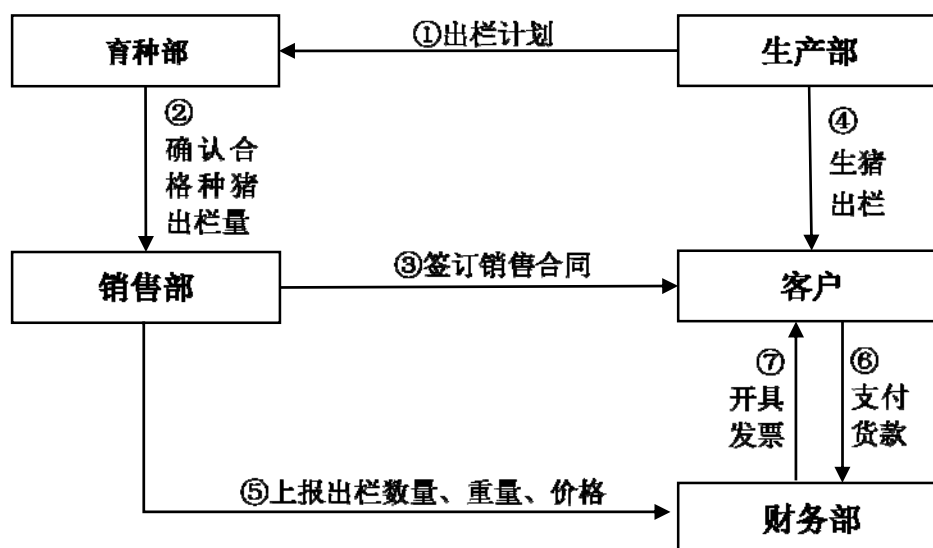 育种部
①出栏计划
生产部
②
确认合
格种猪
出栏量
④
生猪
出栏
销售部
③签订销售合同
客户
⑦
开具
发票
⑥
支付
货款
⑤上报出栏数量、重量、价格
财务部